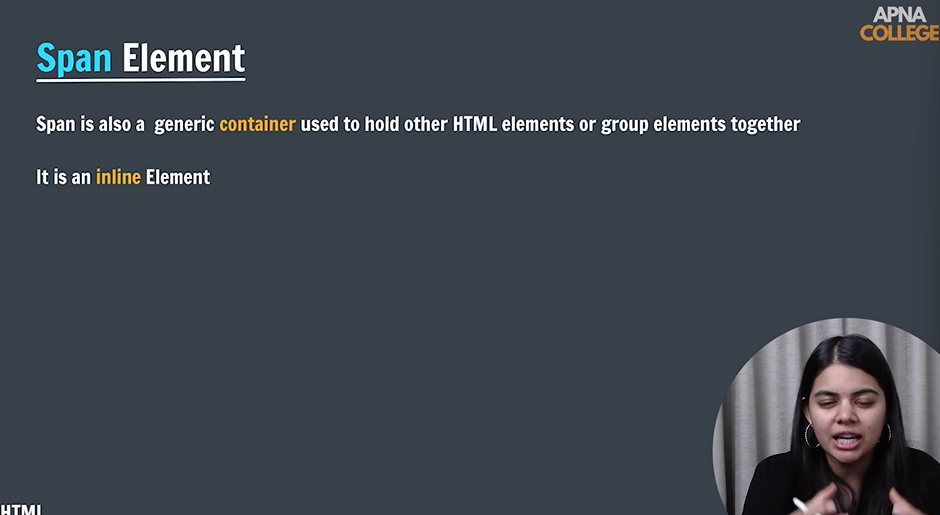 APNA
COLLEGE
Span Element
Span is also a generic container used to hold other HTML elements or group elements together
It is an inline Element
HTML